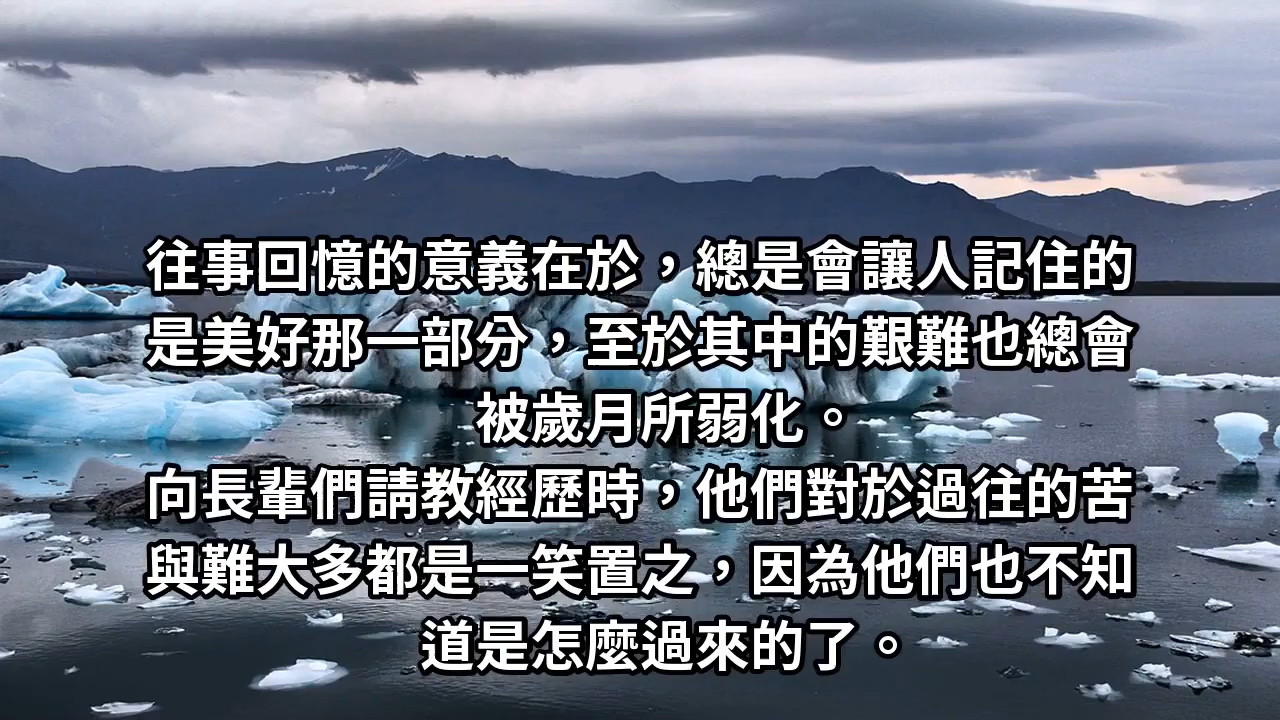 往事回憶的意義在於，總是會讓人記住的
是美好那一部分，至於其中的艱難也總會
被歲月所弱化。
向長輩們請教經歷時，他們對於過往的苦
與難大多都是一笑置之，因為他們也不知
道是怎麼過來的了。